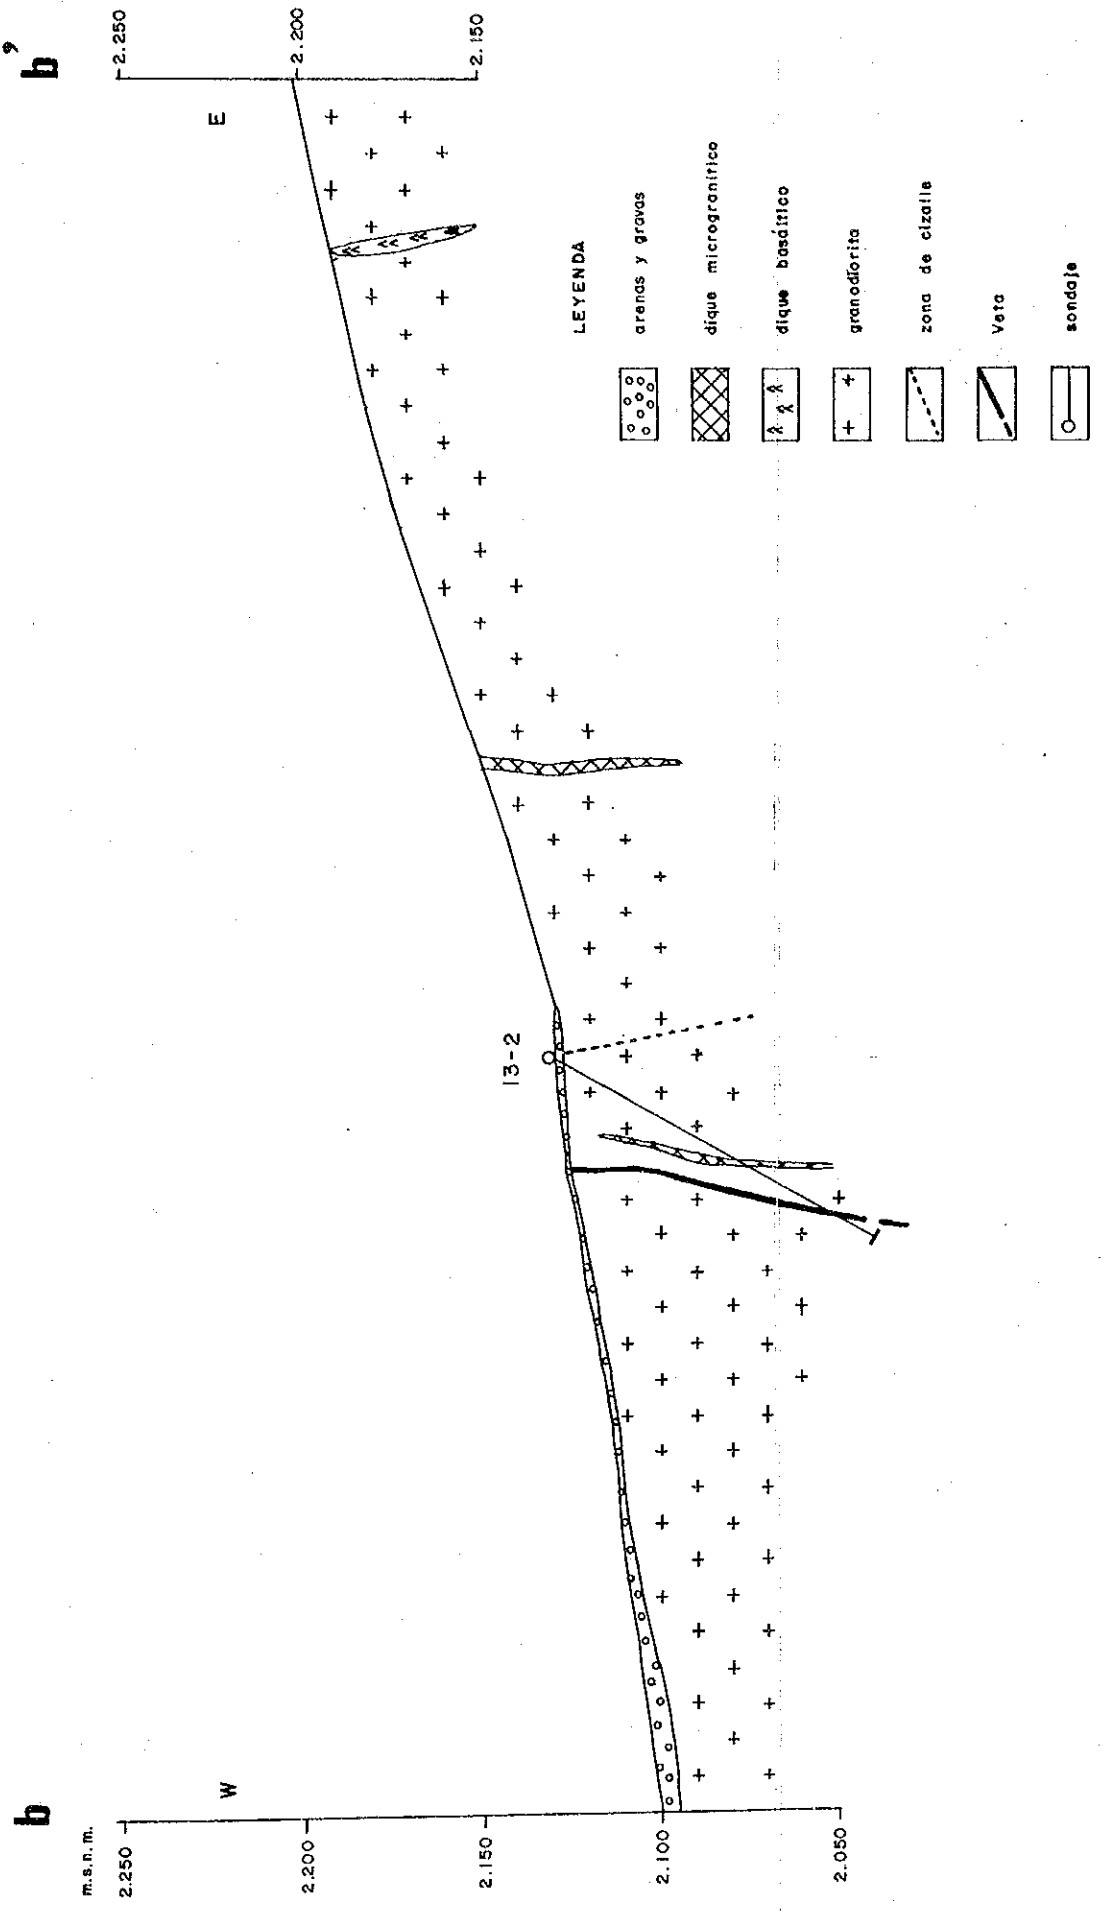 b
b'
m.s.n.m.
W
E
2.250
2.200
2.150
2.100
2.050
2.250
2.200
2.150
13-2
LEYENDA
arenas y gravas
dique microgranítico
dique basáltico
granodiorita
zona de cizalle
Veta
sondaje